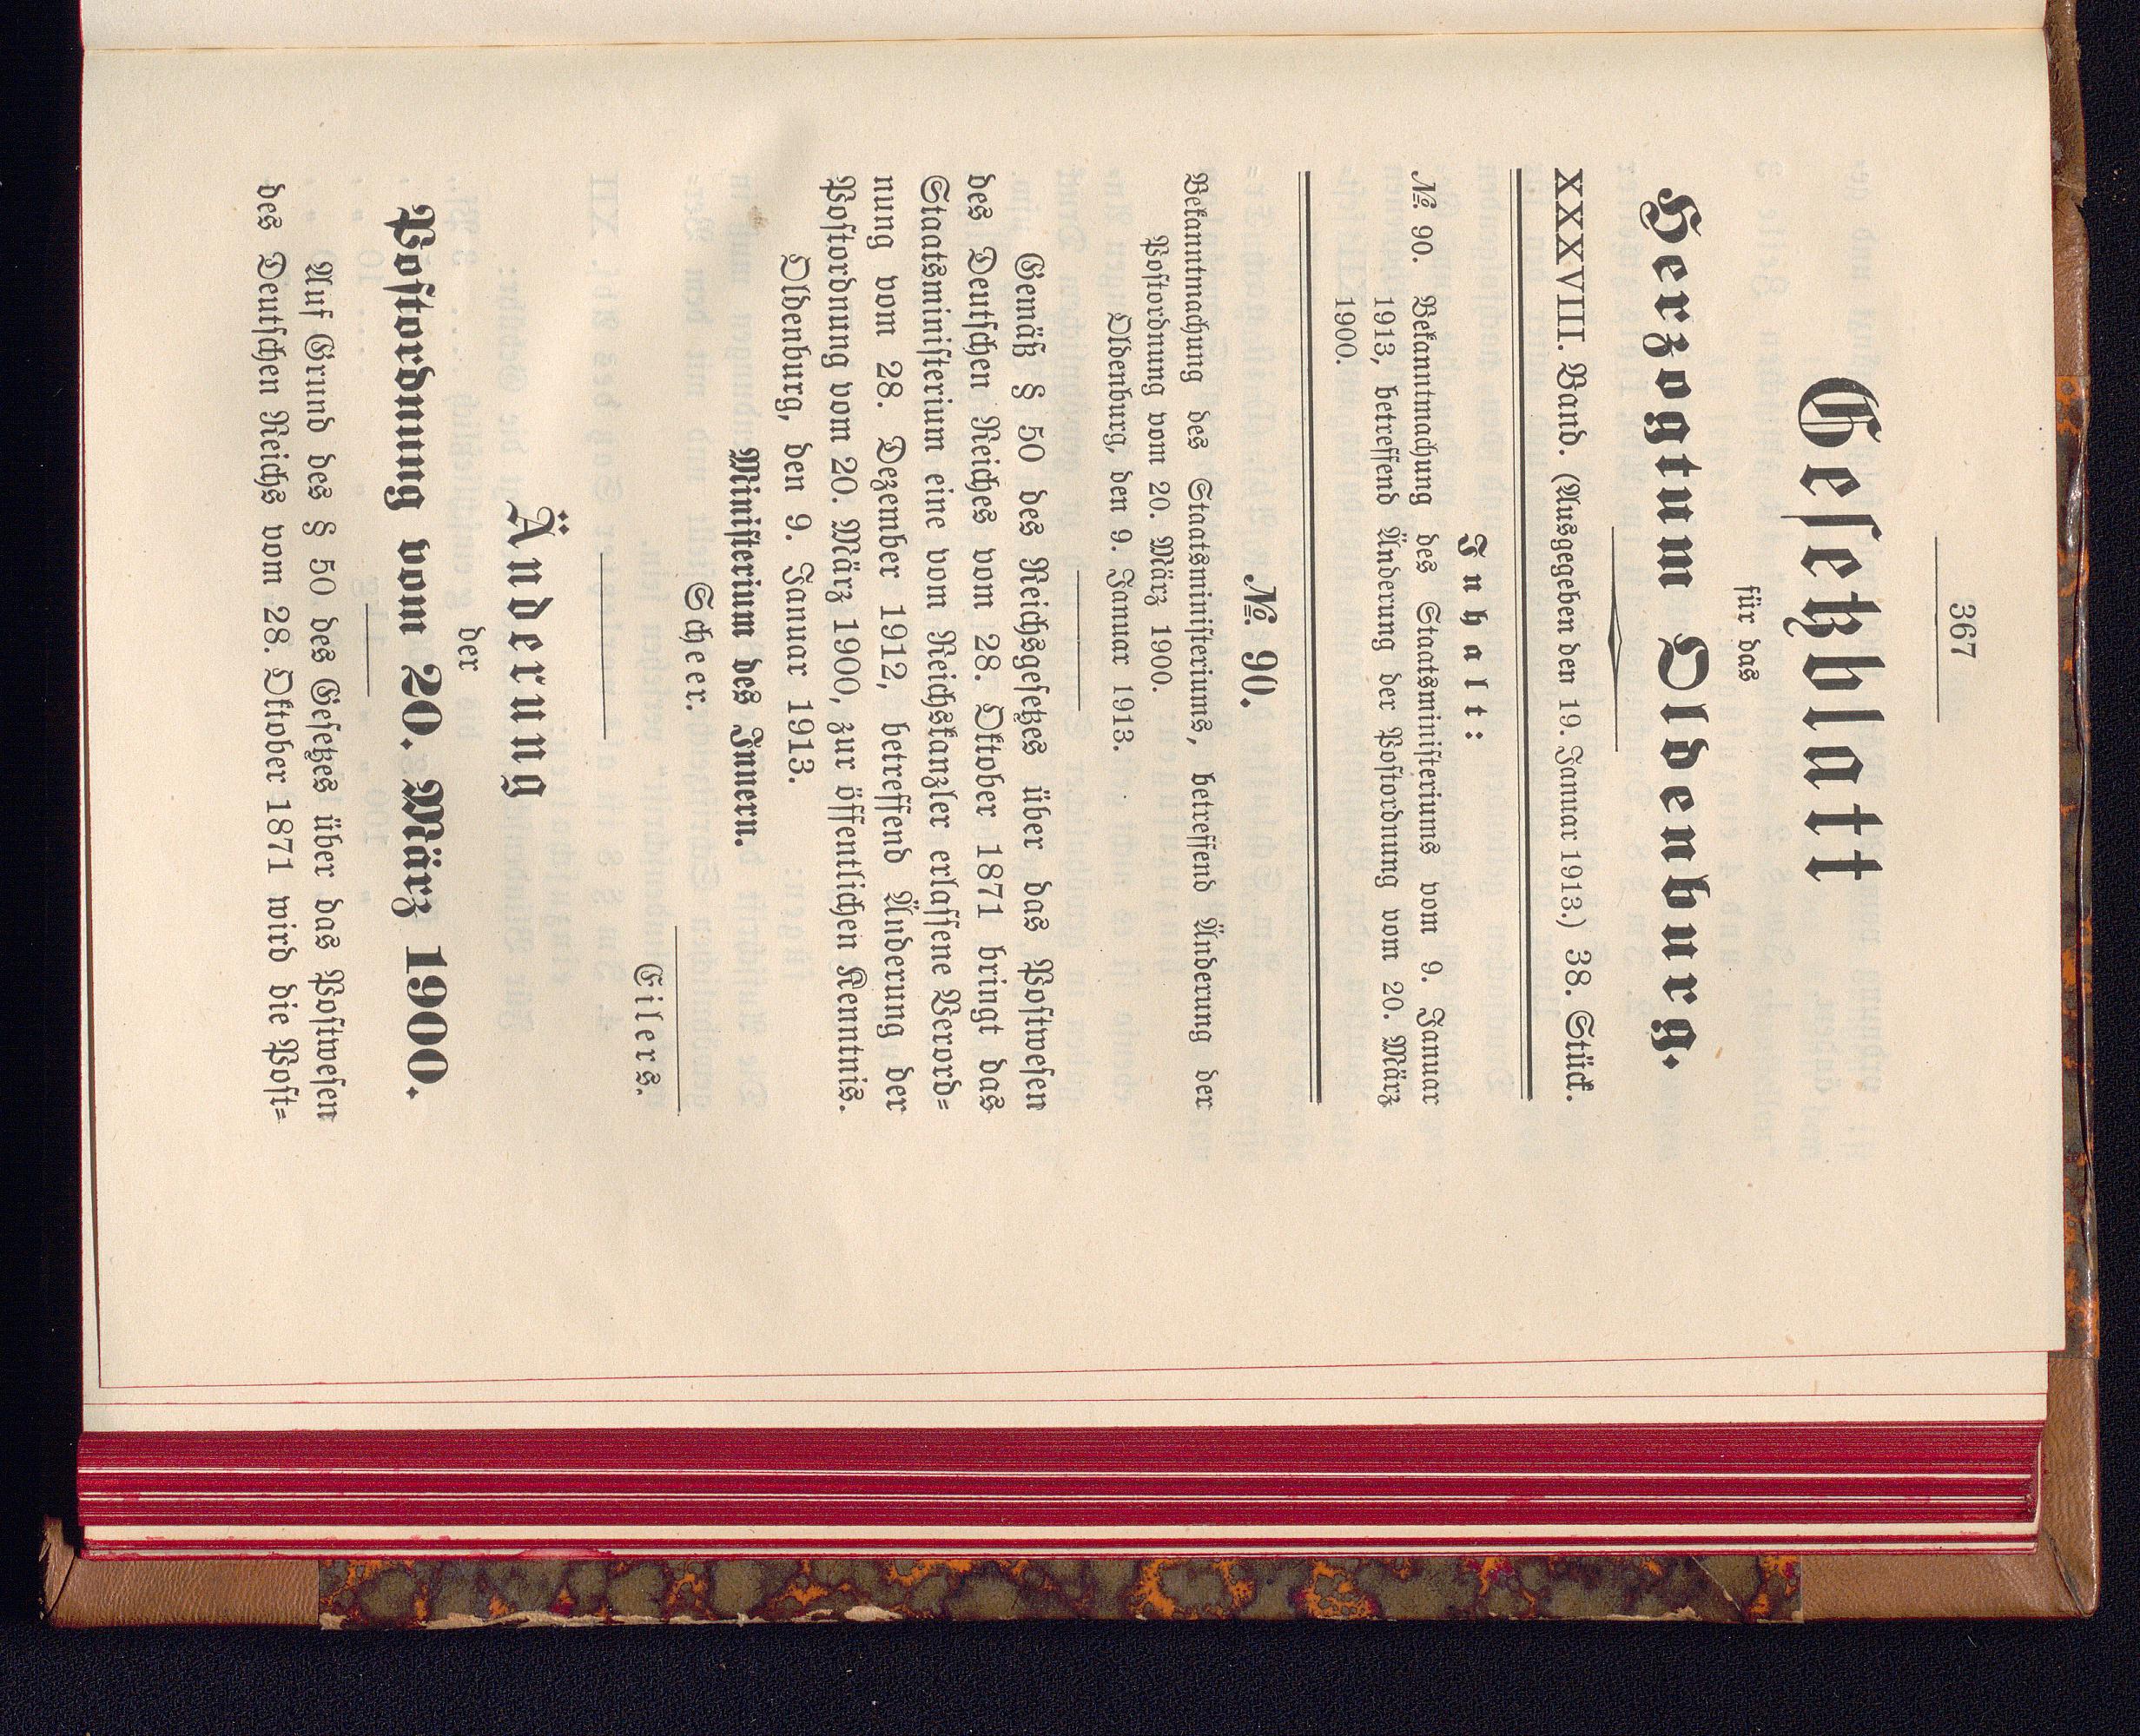 367
Gesetzblatt
für das
Herzogtum Oldenburg.
XXXVIII. Band. (Ausgegeben den 19. Januar 1913.) 38. Stück.
Inhalt:
№. 90. Bekanntmachung des Staatsministeriums vom 9. Januar
1913, betreffend Änderung der Postordnung vom 20. März
1900.
№. 90.
Bekanntmachung des Staatsministeriums, betreffend Änderung der
Postordnung vom 20. März 1900.
Oldenburg, den 9. Januar 1913.
Gemäß § 50 des Reichsgesetzes über das Postwesen
des Deutschen Reiches vom 28. Oktober 1871 bringt das
Staatsministerium eine vom Reichskanzler erlassene Verord-
nung vom 28. Dezember 1912, betreffend Änderung der
Postordnung vom 20. März 1900, zur öffentlichen Kenntnis.
Oldenburg, den 9. Januar 1913.
Ministerium des Innern.
Scheer.
Eilers.
Änderung
der
Postordnung vom 20. März 1900.
Auf Grund des § 50 des Gesetzes über das Postwesen
des Deutschen Reichs vom 28. Oktober 1871 wird die Post-